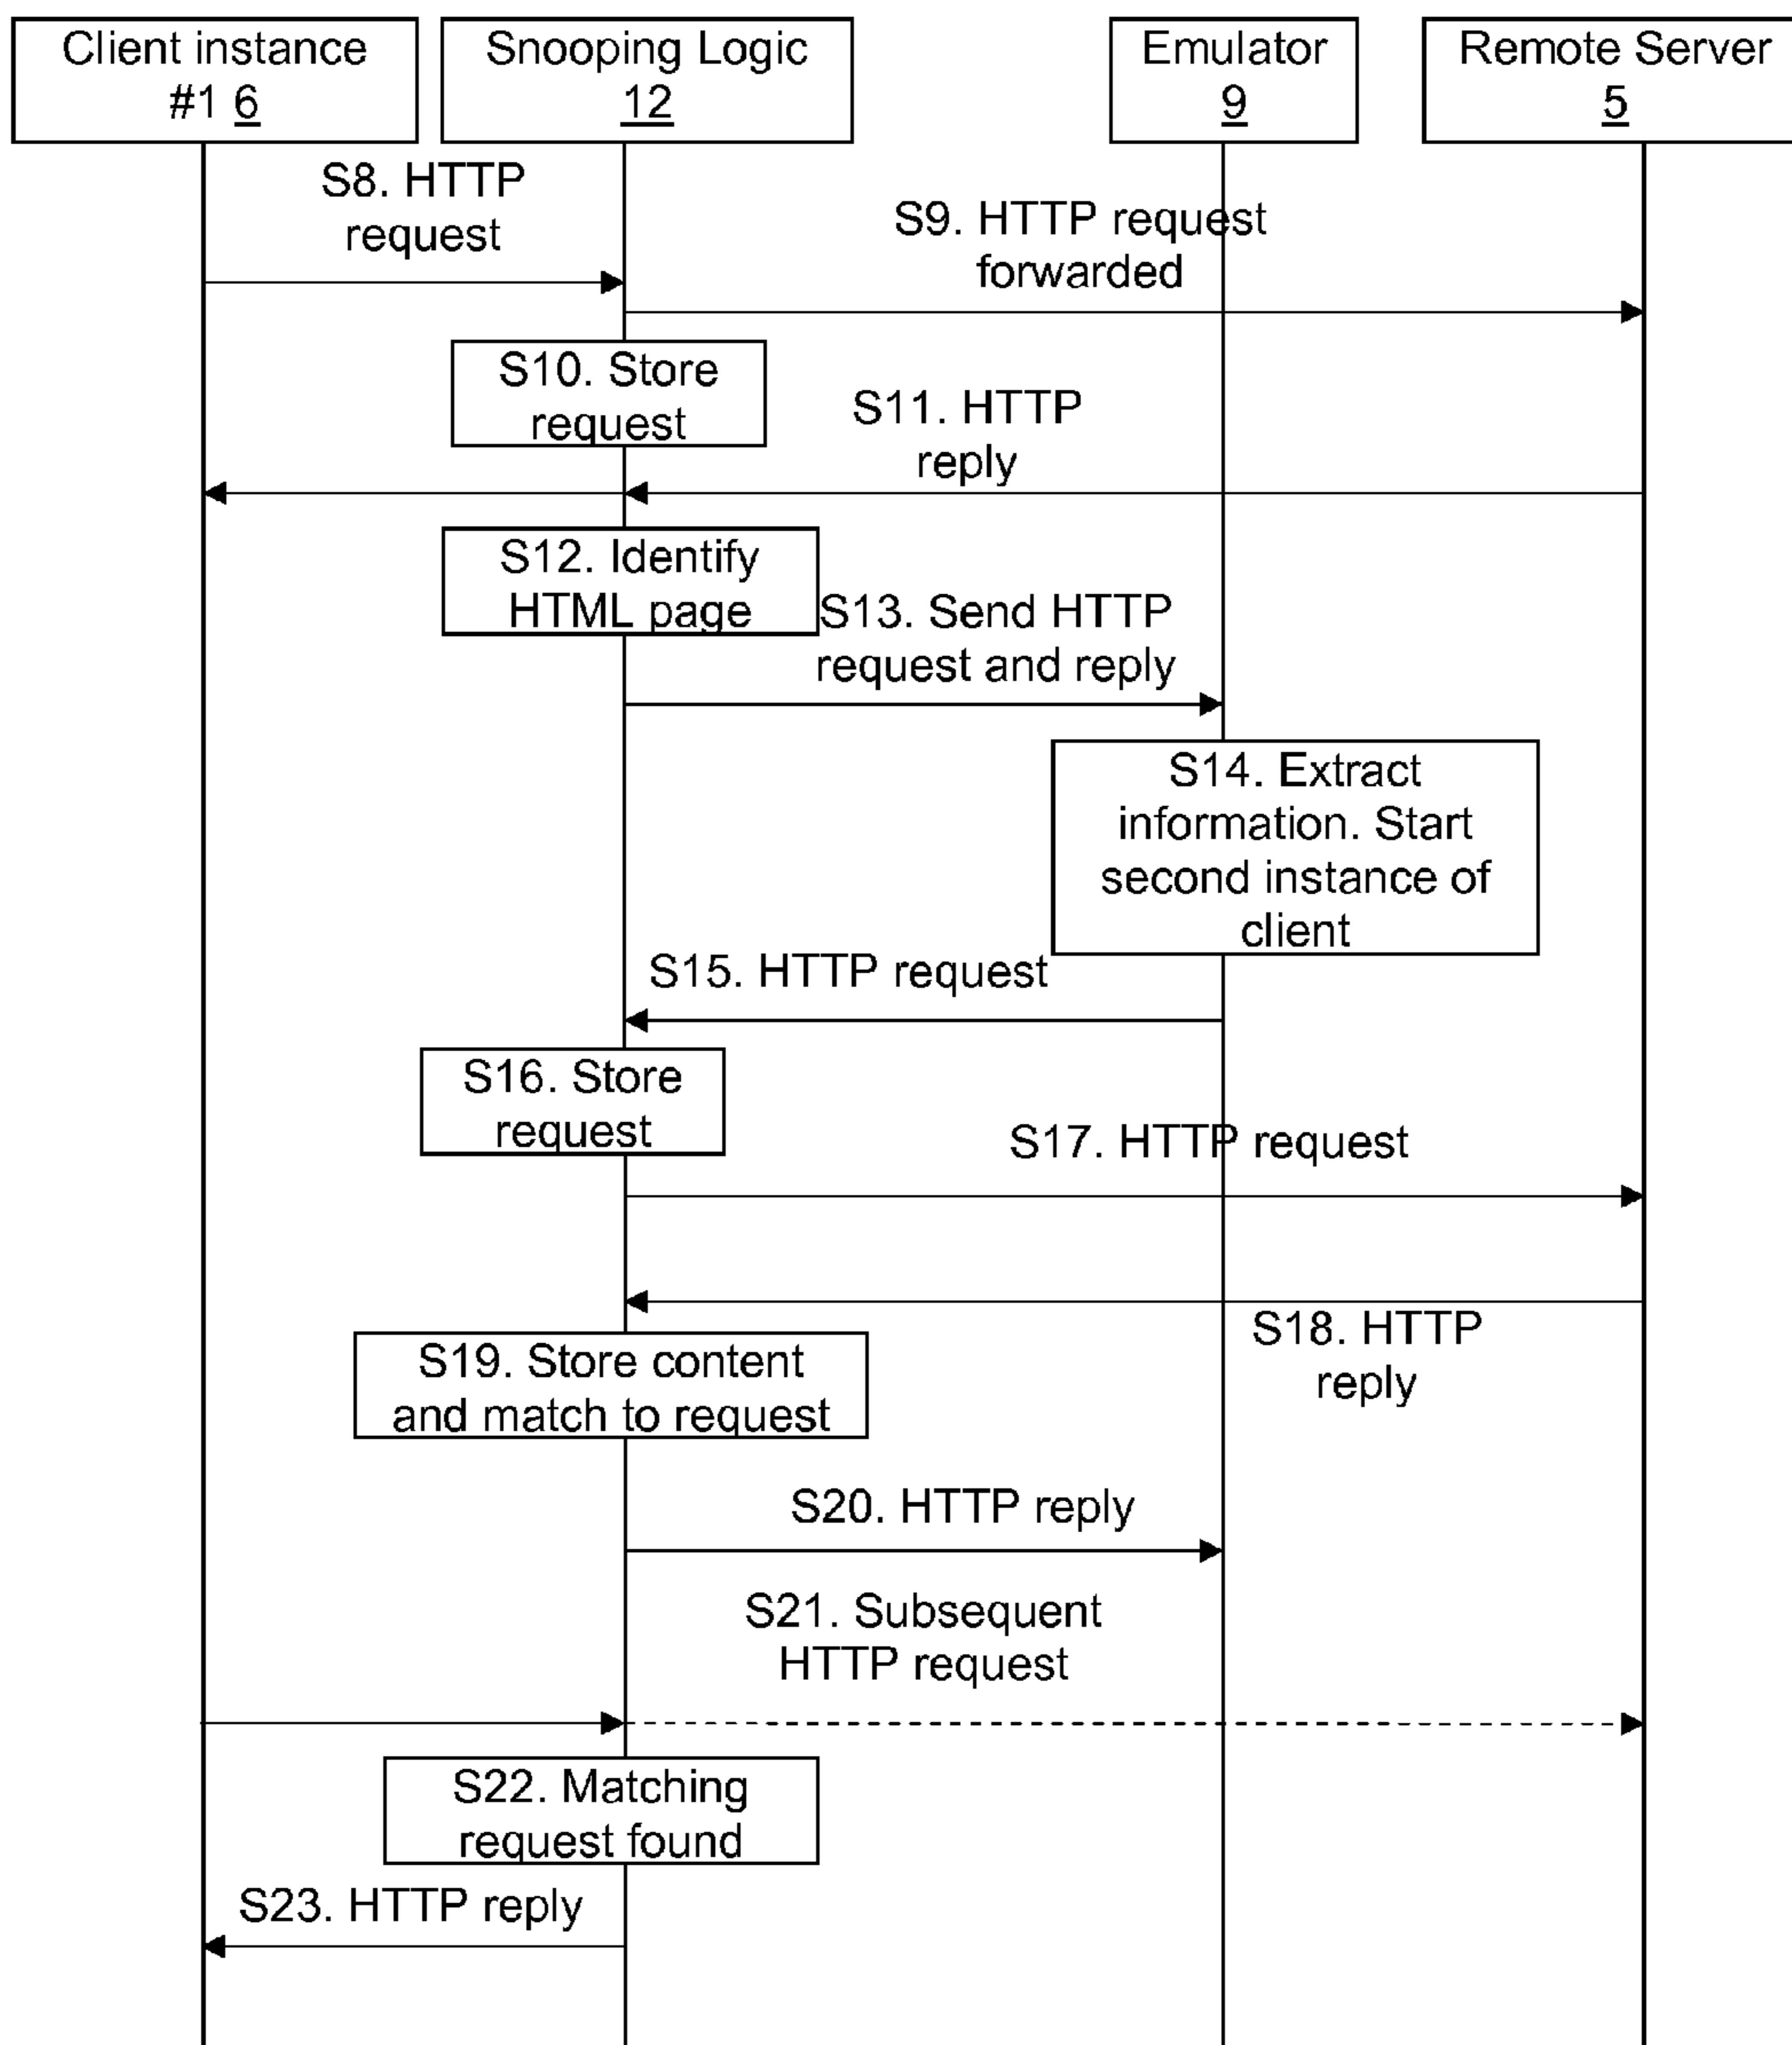 Client instance
#1 6
Snooping Logic
12
Emulator
9
Remote Server
5
S8. HTTP
request
S9. HTTP request
forwarded
S10. Store
request
S11. HTTP
reply
S12. Identify
HTML page
S13. Send HTTP
request and reply
S14. Extract
information. Start
second instance of
client
S15. HTTP request
S16. Store
request
S17. HTTP request
S18. HTTP
reply
S19. Store content
and match to request
S20. HTTP reply
S21. Subsequent
HTTP request
S22. Matching
request found
S23. HTTP reply